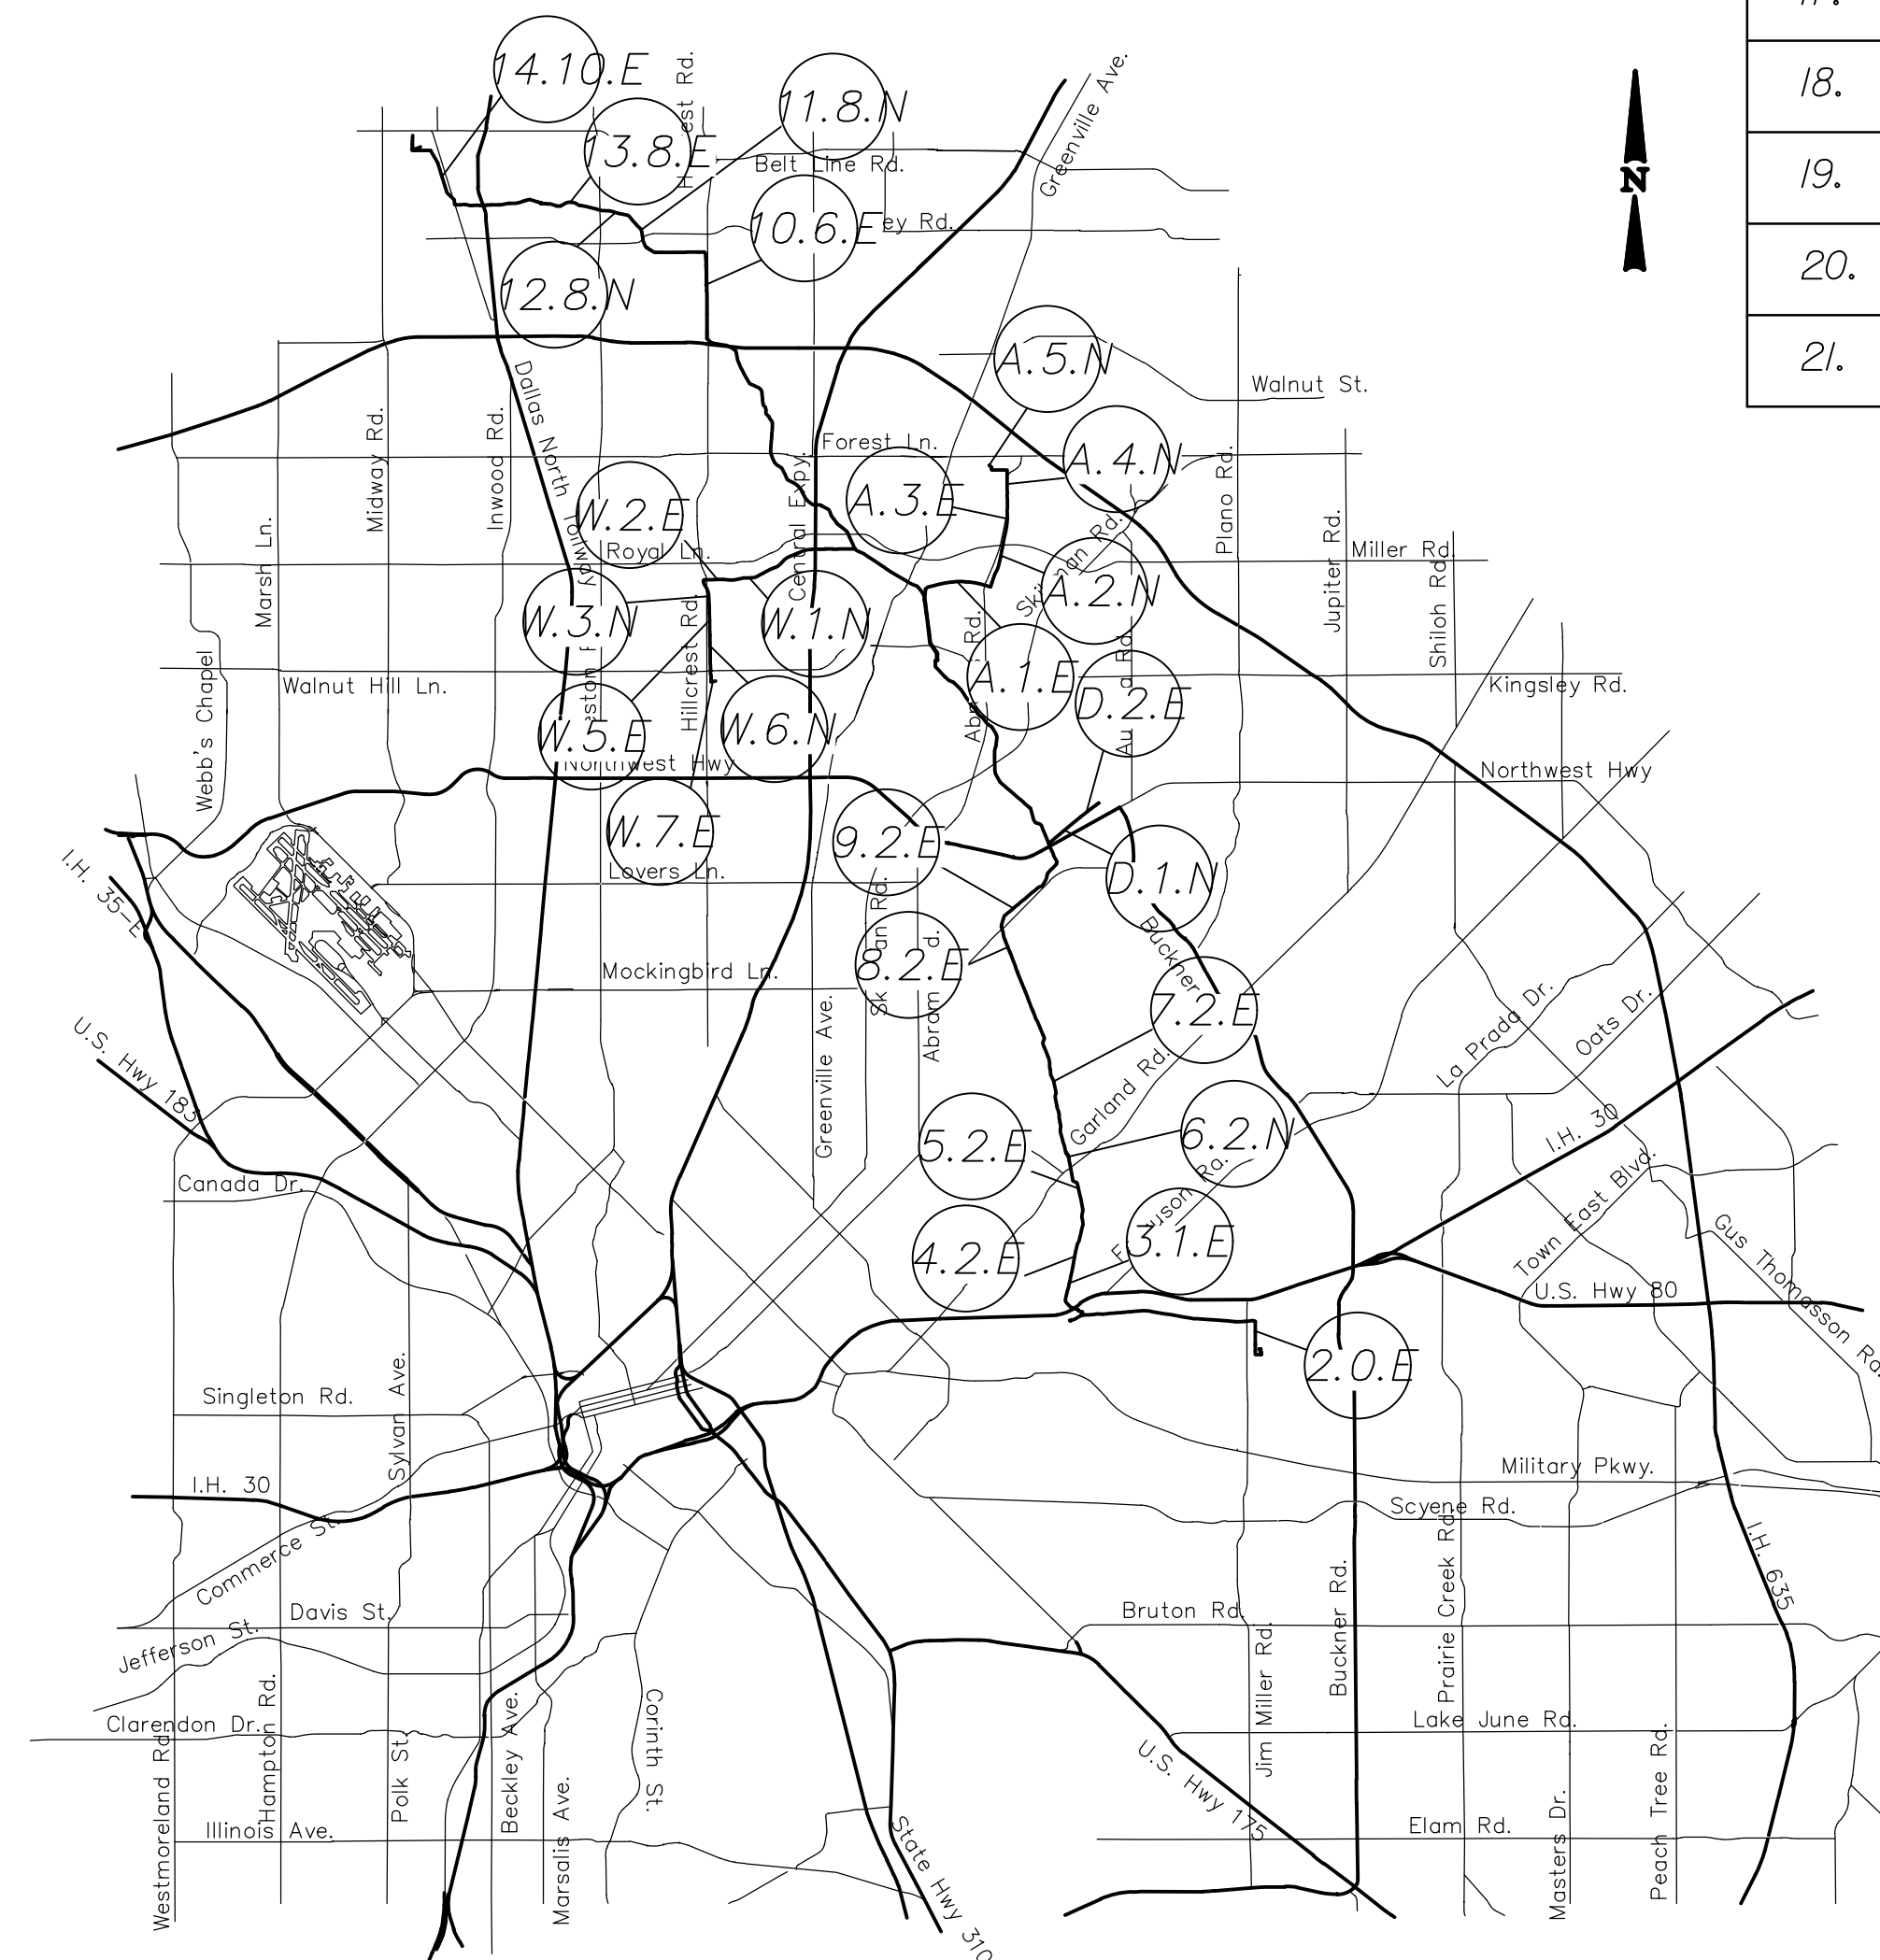 14.10.E
11.8.N
13.8.E
Belt Line Rd.
Greenville Ave.
10.6.E
ey Rd.
12.8.N
N
18.
19.
20.
21.
A.5.N
Walnut St.
Dallas North Tollway
Midway Rd.
Inwood Rd.
Forest Ln.
A.4.N
A.3.E
W.2.E
Central Expy.
Plano Rd.
Marsh Ln.
Royal Ln.
Jupiter Rd.
Miller Rd.
Shiloh Rd.
A.2.N
W.3.N
W.1.N
Hillcrest Rd.
A.1.E
D.2.E
Webb's Chapel
Walnut Hill Ln.
Kingsley Rd.
W.5.E
W.6.N
Northwest Hwy
Northwest Hwy
W.7.E
9.2.E
Lovers Ln.
D.1.N
I.H. 35-E
Buckner
8.2.E
Mockingbird Ln.
7.2.E
Greenville Ave.
La Prada Dr.
Oats Dr.
U.S. Hwy 183
Garland Rd.
I.H. 30
5.2.E
6.2.N
Canada Dr.
Town East Blvd.
4.2.E
3.1.E
Gus Thomasson Rd.
U.S. Hwy 80
2.0.E
Singleton Rd.
Sylvan Ave.
Military Pkwy.
I.H. 30
Scyene Rd.
Commerce St.
I.H. 635
Davis St.
Bruton Rd.
Jefferson St.
Buckner Rd.
Prairie Creek Rd.
Jim Miller Rd.
Clarendon Dr.
Westmoreland Rd.
Hampton Rd.
Polk St.
Beckley Ave.
Marsalis Ave.
Corinth St.
Lake June Rd.
U.S. Hwy 175
Illinois Ave.
State Hwy 310
Elam Rd.
Masters Dr.
Peach Tree Rd.